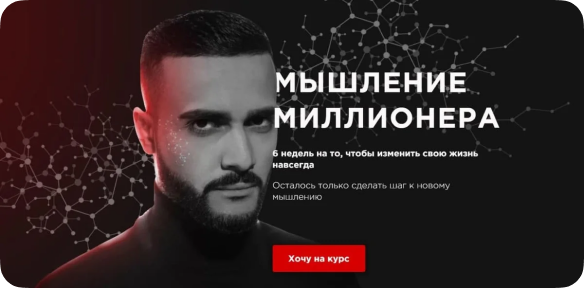 МЫШЛЕНИЕ
МИЛЛИОНЕРА
6 недель на то, чтобы изменить свою жизнь
навсегда
Осталось только сделать шаг к новому
мышлению
Хочу на курс